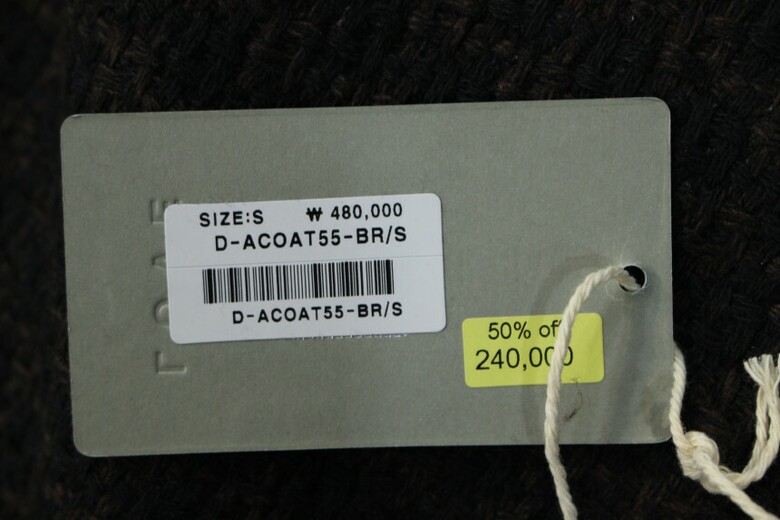 SIZE:S ₩ 480,000
D-ACOAT55-BR/S
D-ACOAT55-BR/S
50% off
240,000